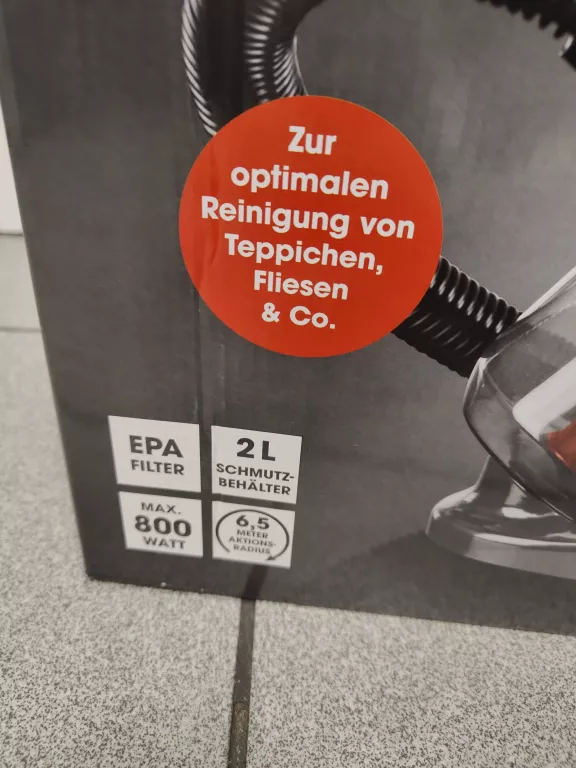 Zur
optimalen
Reinigung von
Teppichen,
Fliesen
& Co.
EPA
FILTER
2 L
SCHMUTZ-
BEHÄLTER
MAX.
800
WATT
6,5
METER
AKTIONS-
RADIUS